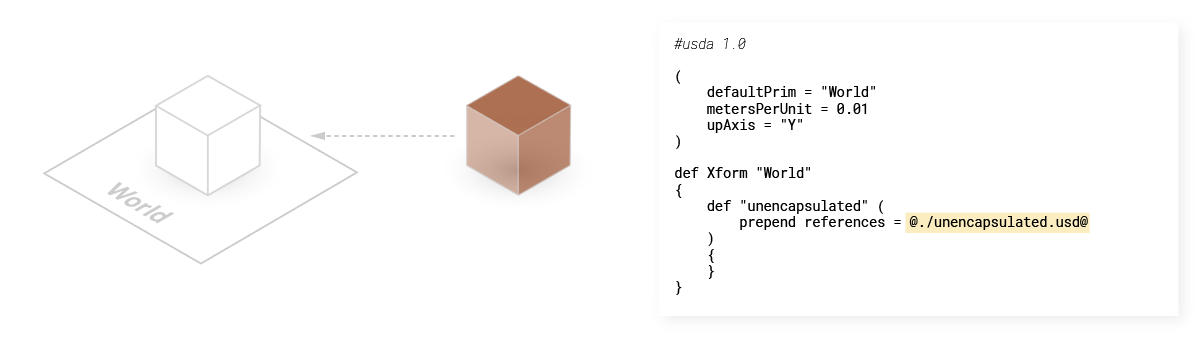 World
#usda 1.0
(
    defaultPrim = "World"
    metersPerUnit = 0.01
    upAxis = "Y"
)
def Xform "World"
{
    def "unencapsulated" (
        prepend references = @./unencapsulated.usd@
    )
    {
    }
}